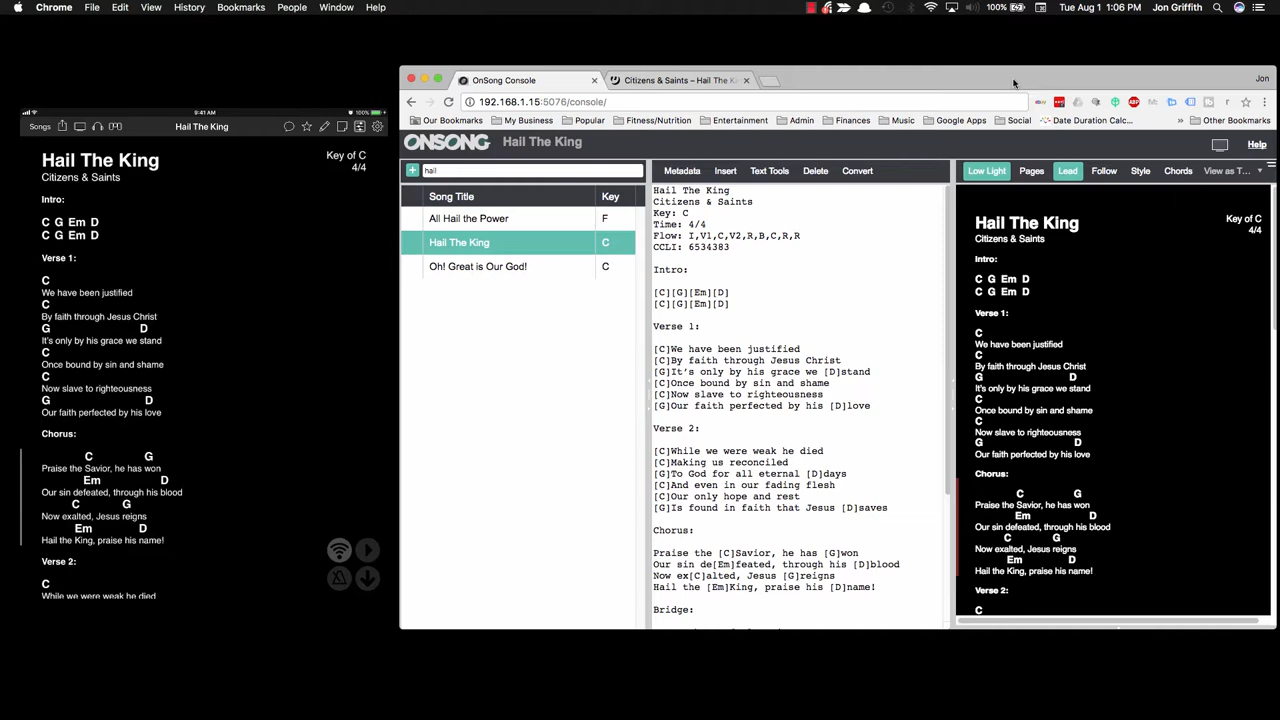 Chrome File Edit View History Bookmarks People Window Help
100% Tue Aug 1 1:06 PM Jon Griffith
9:41 AM 100%
Songs Hail The King
Hail The King
Key of C
Citizens & Saints
4/4
Intro:
C G Em D
C G Em D
Verse 1:
C
We have been justified
C
By faith through Jesus Christ
G D
It's only by his grace we stand
C
Once bound by sin and shame
C
Now slave to righteousness
G D
Our faith perfected by his love
Chorus:
C G
Praise the Savior, he has won
Em D
Our sin defeated, through his blood
C G
Now exalted, Jesus reigns
Em D
Hail the King, praise his name!
Verse 2:
C
While we were weak he died
OnSong Console
Citizens & Saints – Hail The K
Jon
192.168.1.15:5076/console/
Our Bookmarks My Business Popular Fitness/Nutrition Entertainment Admin Finances Music Google Apps Social Date Duration Calc... » Other Bookmarks
ONSONG Hail The King Help
hail
Song Title Key
All Hail the Power F
Hail The King C
Oh! Great is Our God! C
Metadata Insert Text Tools Delete Convert
Hail The King
Citizens & Saints
Key: C
Time: 4/4
Flow: I,V1,C,V2,R,B,C,R,R
CCLI: 6534383
Intro:
[C][G][Em][D]
[C][G][Em][D]
Verse 1:
[C]We have been justified
[C]By faith through Jesus Christ
[G]It's only by his grace we [D]stand
[C]Once bound by sin and shame
[C]Now slave to righteousness
[G]Our faith perfected by his [D]love
Verse 2:
[C]While we were weak he died
[C]Making us reconciled
[G]To God for all eternal [D]days
[C]And even in our fading flesh
[C]Our only hope and rest
[G]Is found in faith that Jesus [D]saves
Chorus:
Praise the [C]Savior, he has [G]won
Our sin de[Em]feated, through his [D]blood
Now ex[C]alted, Jesus [G]reigns
Hail the [Em]King, praise his [D]name!
Bridge:
Low Light Pages Lead Follow Style Chords View as T...
Hail The King
Key of C
Citizens & Saints
4/4
Intro:
C G Em D
C G Em D
Verse 1:
C
We have been justified
C
By faith through Jesus Christ
G D
It's only by his grace we stand
C
Once bound by sin and shame
C
Now slave to righteousness
G D
Our faith perfected by his love
Chorus:
C G
Praise the Savior, he has won
Em D
Our sin defeated, through his blood
C G
Now exalted, Jesus reigns
Em D
Hail the King, praise his name!
Verse 2:
C